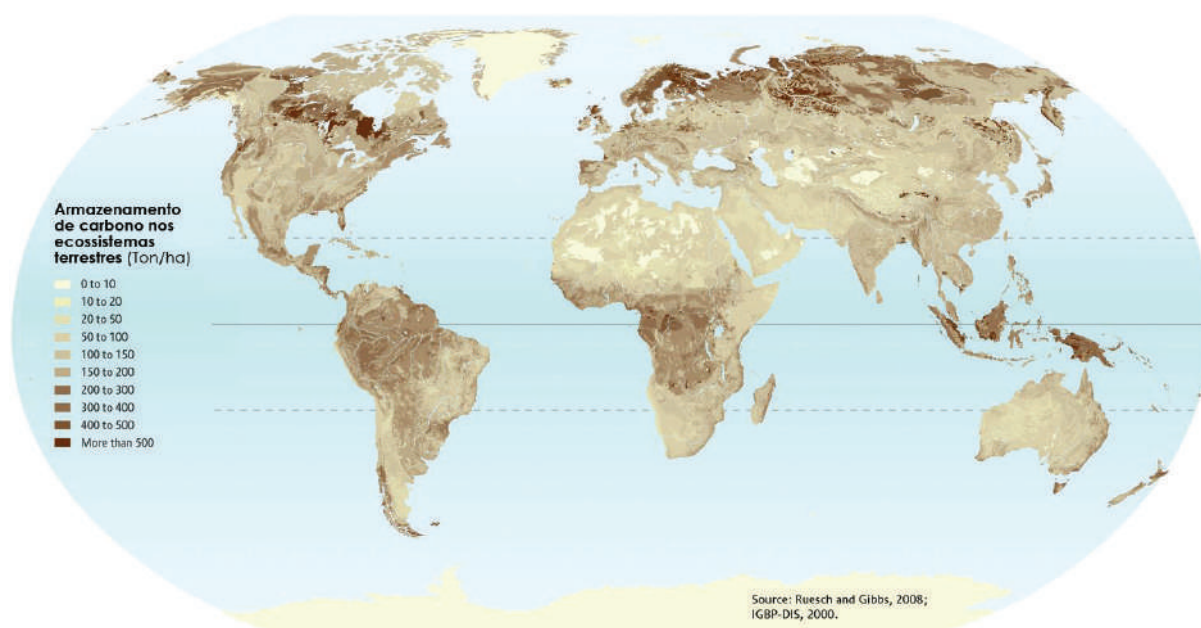 Armazenamento
de carbono nos
ecossistemas
terrestres (Ton/ha)
0 to 10
10 to 20
20 to 50
50 to 100
100 to 150
150 to 200
200 to 300
300 to 400
400 to 500
More than 500
Source: Ruesch and Gibbs, 2008;
IGBP-DIS, 2000.